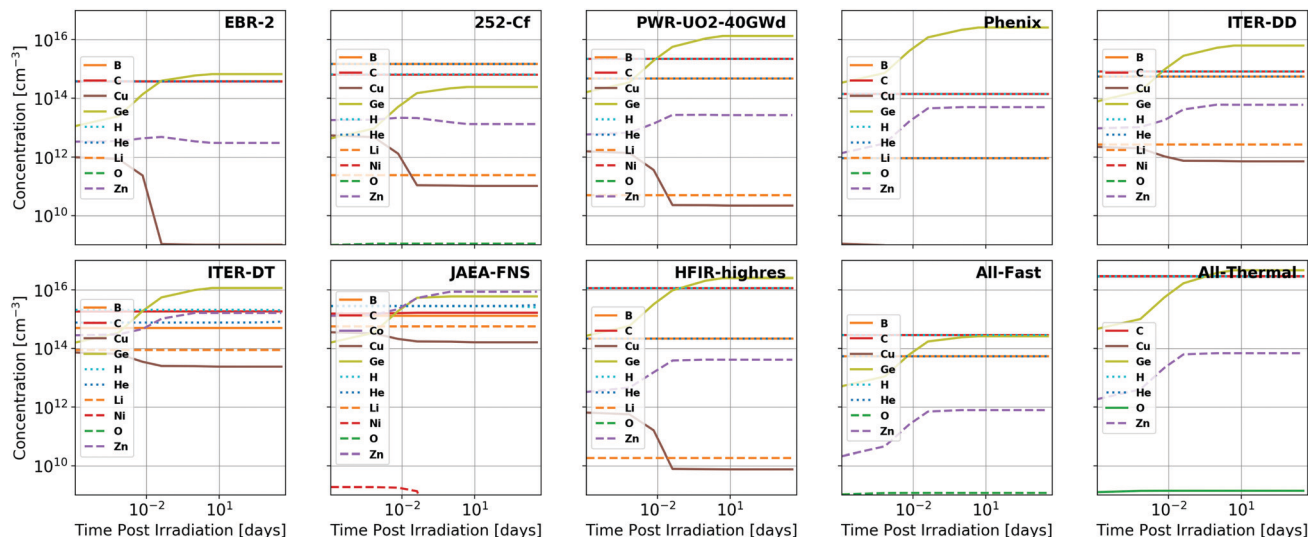 EBR-2
Concentration [cm⁻³]
10¹⁶
10¹⁴
10¹²
10¹⁰
B
C
Cu
Ge
H
He
Li
Ni
O
Zn
252-Cf
B
C
Cu
Ge
H
He
Li
Ni
O
Zn
PWR-UO2-40GWd
B
C
Cu
Ge
H
He
Li
Ni
O
Zn
Phenix
B
C
Cu
Ge
H
He
Li
Ni
O
Zn
ITER-DD
B
C
Cu
Ge
H
He
Li
Ni
O
Zn
ITER-DT
Concentration [cm⁻³]
10¹⁶
10¹⁴
10¹²
10¹⁰
B
C
Cu
Ge
H
He
Li
Ni
O
Zn
10⁻² 10¹
Time Post Irradiation [days]
JAEA-FNS
B
C
Co
Cu
Ge
H
He
Li
Ni
O
Zn
10⁻² 10¹
Time Post Irradiation [days]
HFIR-highres
B
C
Cu
Ge
H
He
Li
O
Zn
10⁻² 10¹
Time Post Irradiation [days]
All-Fast
B
C
Cu
Ge
H
He
O
Zn
10⁻² 10¹
Time Post Irradiation [days]
All-Thermal
C
Cu
Ge
H
He
O
Zn
10⁻² 10¹
Time Post Irradiation [days]